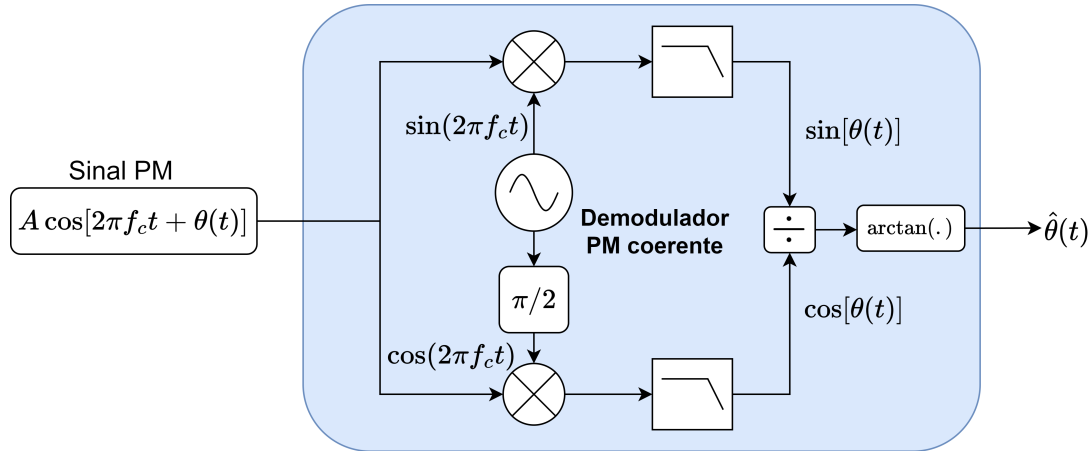 sin(2πf_ct)
sin[θ(t)]
Sinal PM
A cos[2πf_ct + θ(t)]
Demodulador
PM coerente
÷
arctan(.)
θ̂(t)
π/2
cos[θ(t)]
cos(2πf_ct)